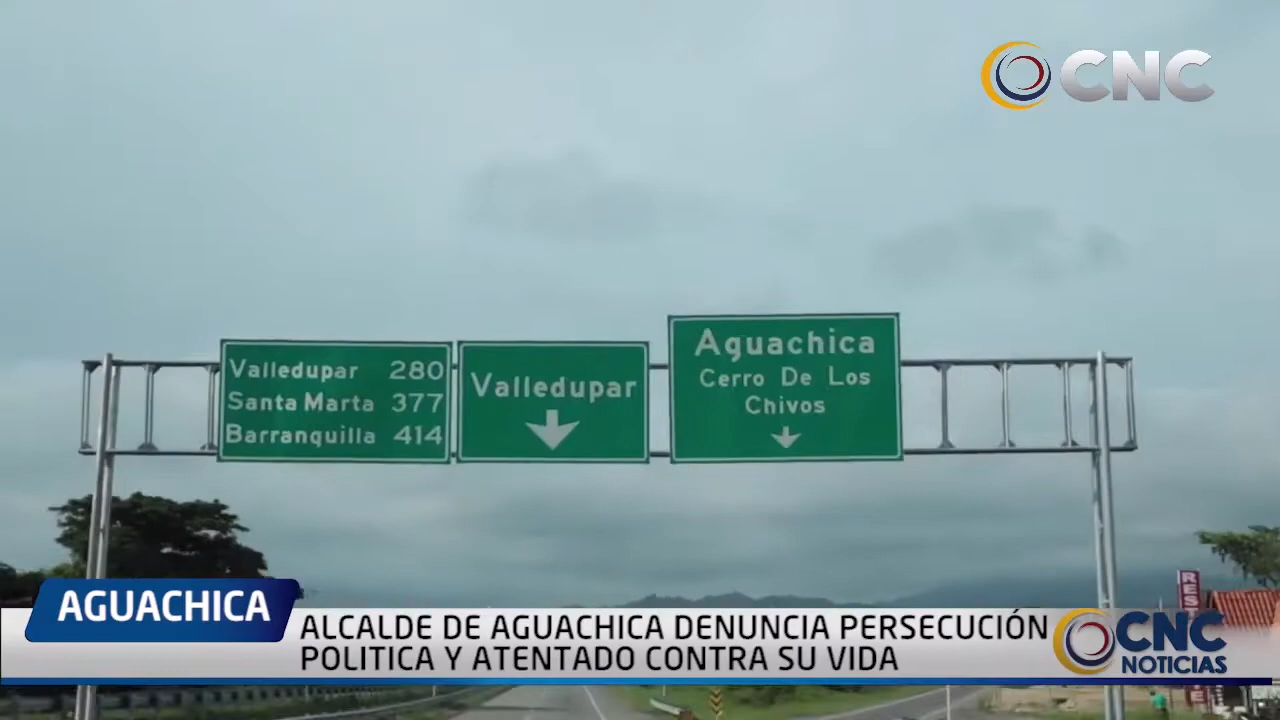 CNC
Valledupar 280
Santa Marta 377
Barranquilla 414
Valledupar
Aguachica
Cerro De Los
Chivos
AGUACHICA
ALCALDE DE AGUACHICA DENUNCIA PERSECUCIÓN
POLITICA Y ATENTADO CONTRA SU VIDA
CNC
NOTICIAS